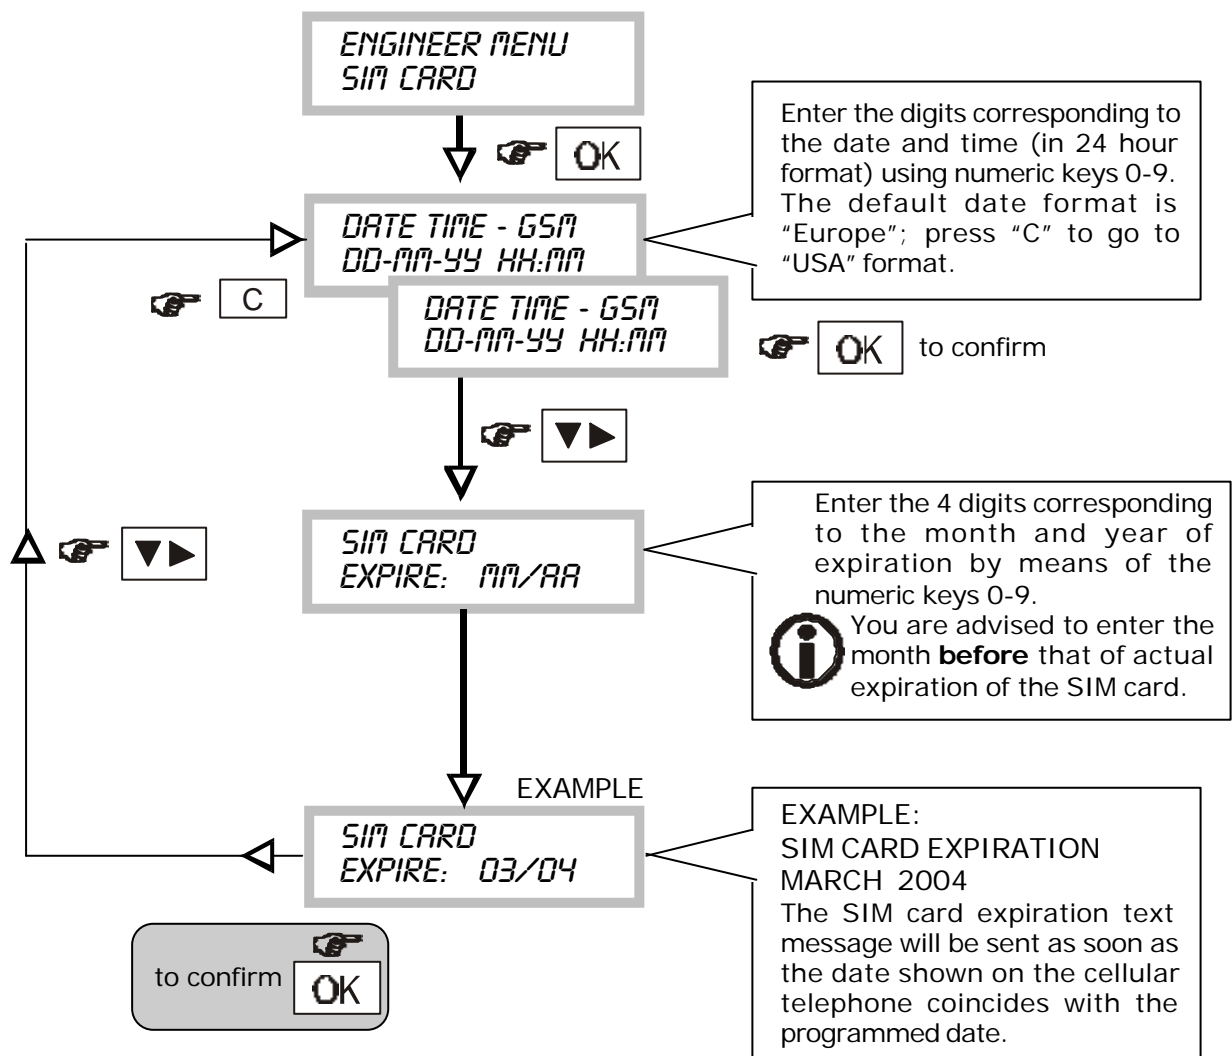 ENGINEER MENU
SIM CARD
OK
Enter the digits corresponding to
the date and time (in 24 hour
format) using numeric keys 0-9.
The default date format is
“Europe”; press “C” to go to
“USA” format.
DATE TIME - GSM
DD-MM-YY HH:MM
C
DATE TIME - GSM
DD-MM-YY HH:MM
OK to confirm
▼▶
SIM CARD
EXPIRE: MM/AA
▼▶
Enter the 4 digits corresponding
to the month and year of
expiration by means of the
numeric keys 0-9.
You are advised to enter the
month before that of actual
expiration of the SIM card.
EXAMPLE
SIM CARD
EXPIRE: 03/04
EXAMPLE:
SIM CARD EXPIRATION
MARCH 2004
The SIM card expiration text
message will be sent as soon as
the date shown on the cellular
telephone coincides with the
programmed date.
to confirm OK